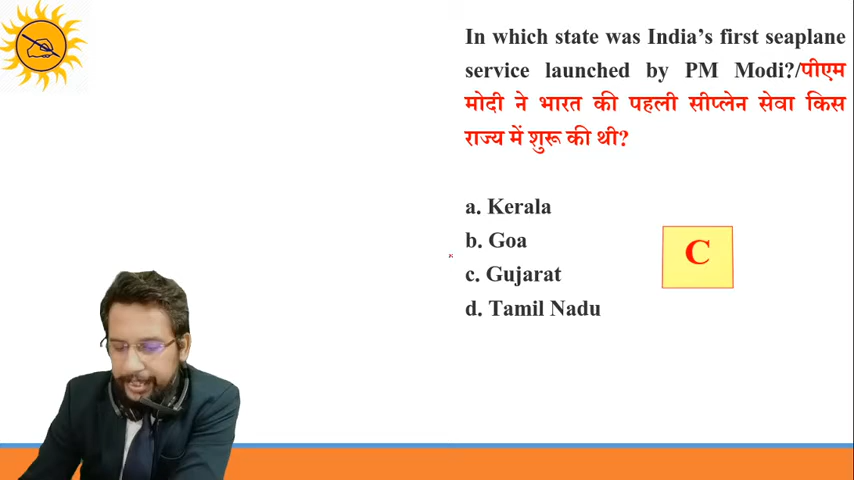 In which state was India’s first seaplane
service launched by PM Modi?/पीएम
मोदी ने भारत की पहली सीप्लेन सेवा किस
राज्य में शुरू की थी?
a. Kerala
b. Goa
c. Gujarat
d. Tamil Nadu
C